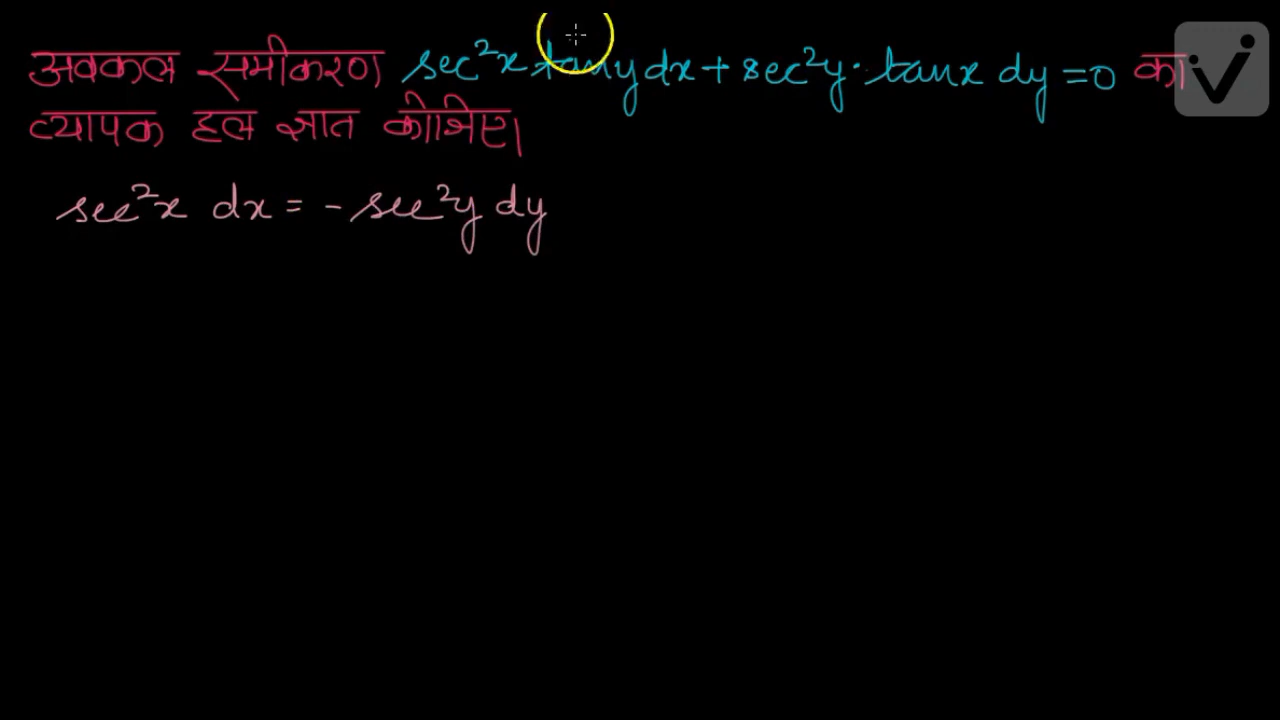 अवकल समीकरण sec²x tany dx + sec²y · tanx dy = 0 का
व्यापक हल ज्ञात कीजिए।
sec²x dx = - sec²y dy